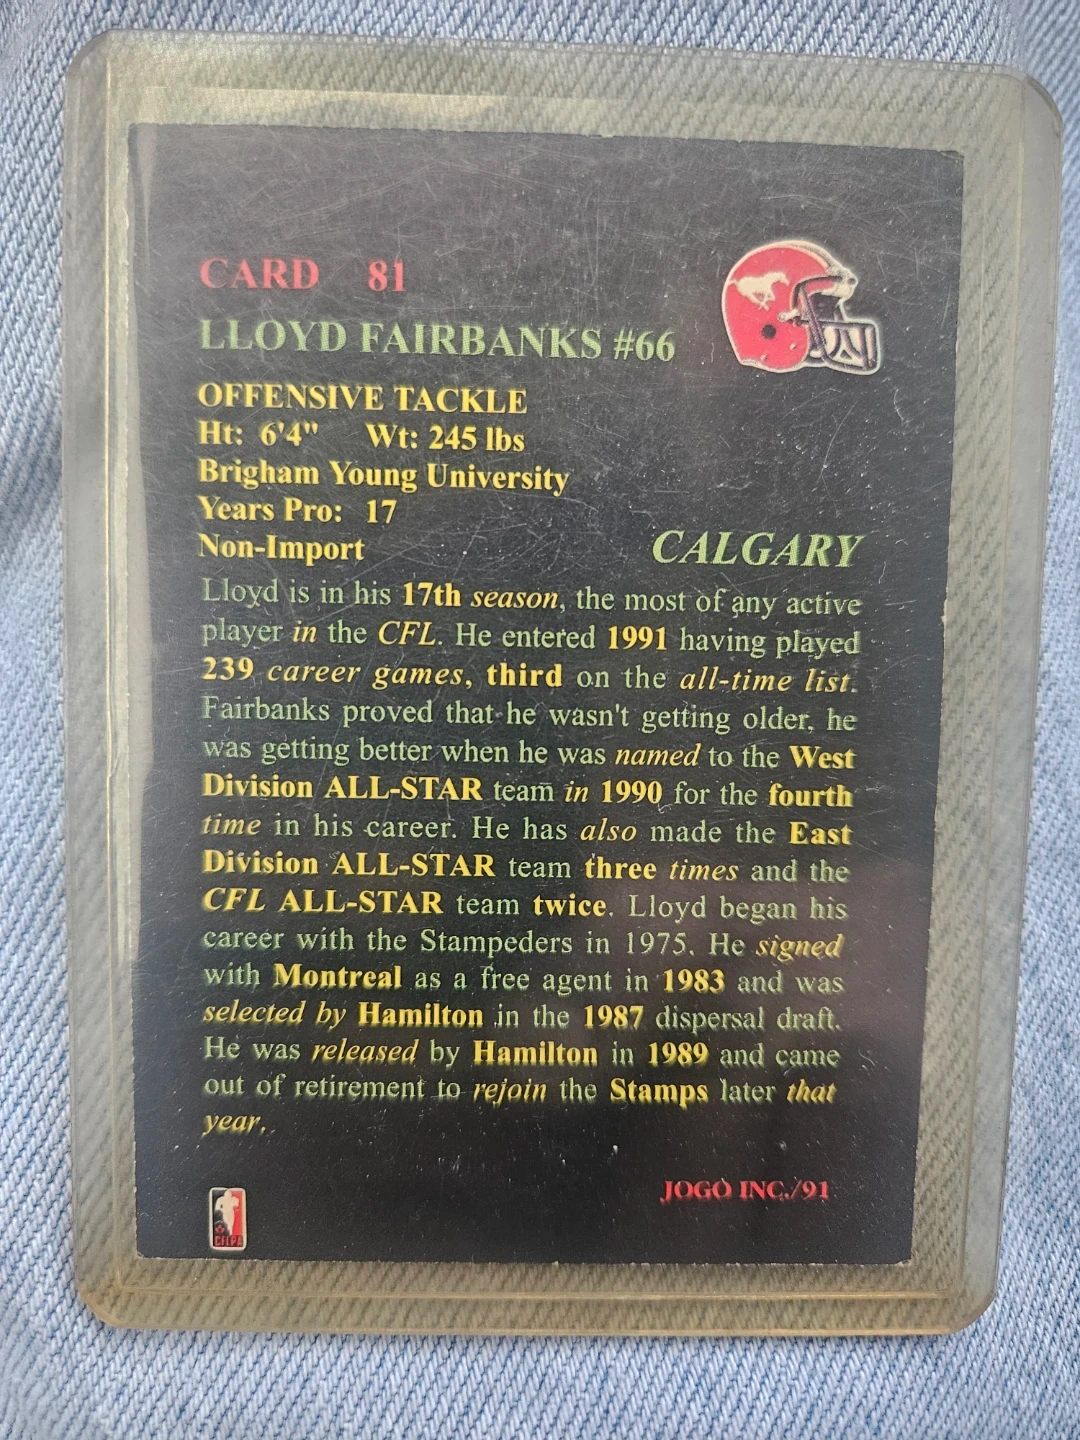 CARD 81
LLOYD FAIRBANKS #66
OFFENSIVE TACKLE
Ht: 6'4" Wt: 245 lbs
Brigham Young University
Years Pro: 17
Non-Import
CALGARY
Lloyd is in his 17th season, the most of any active
player in the CFL. He entered 1991 having played
239 career games, third on the all-time list.
Fairbanks proved that he wasn't getting older, he
was getting better when he was named to the West
Division ALL-STAR team in 1990 for the fourth
time in his career. He has also made the East
Division ALL-STAR team three times and the
CFL ALL-STAR team twice. Lloyd began his
career with the Stampeders in 1975. He signed
with Montreal as a free agent in 1983 and was
selected by Hamilton in the 1987 dispersal draft.
He was released by Hamilton in 1989 and came
out of retirement to rejoin the Stamps later that
year.
JOGO INC./91
CFLPA